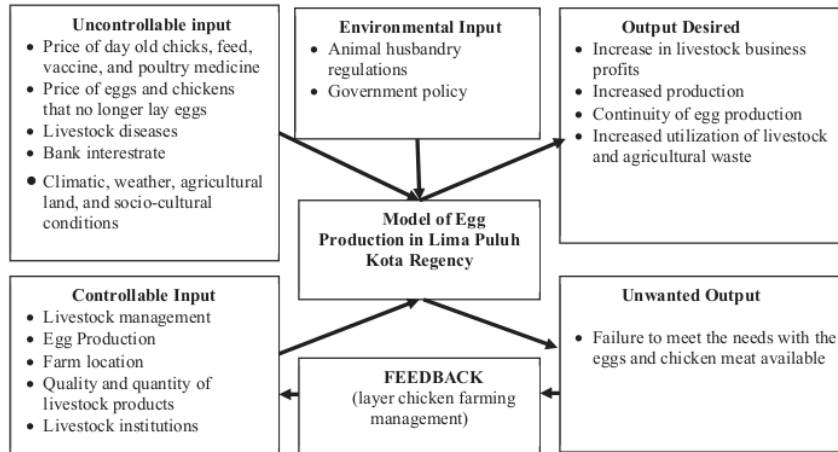 Uncontrollable input
• Price of day old chicks, feed,
vaccine, and poultry medicine
• Price of eggs and chickens
that no longer lay eggs
• Livestock diseases
• Bank interestrate
• Climatic, weather, agricultural
land, and socio-cultural
conditions
Environmental Input
• Animal husbandry
regulations
• Government policy
Output Desired
• Increase in livestock business
profits
• Increased production
• Continuity of egg production
• Increased utilization of livestock
and agricultural waste
Model of Egg
Production in Lima Puluh
Kota Regency
Controllable Input
• Livestock management
• Egg Production
• Farm location
• Quality and quantity of
livestock products
• Livestock institutions
FEEDBACK
(layer chicken farming
management)
Unwanted Output
• Failure to meet the needs with the
eggs and chicken meat available